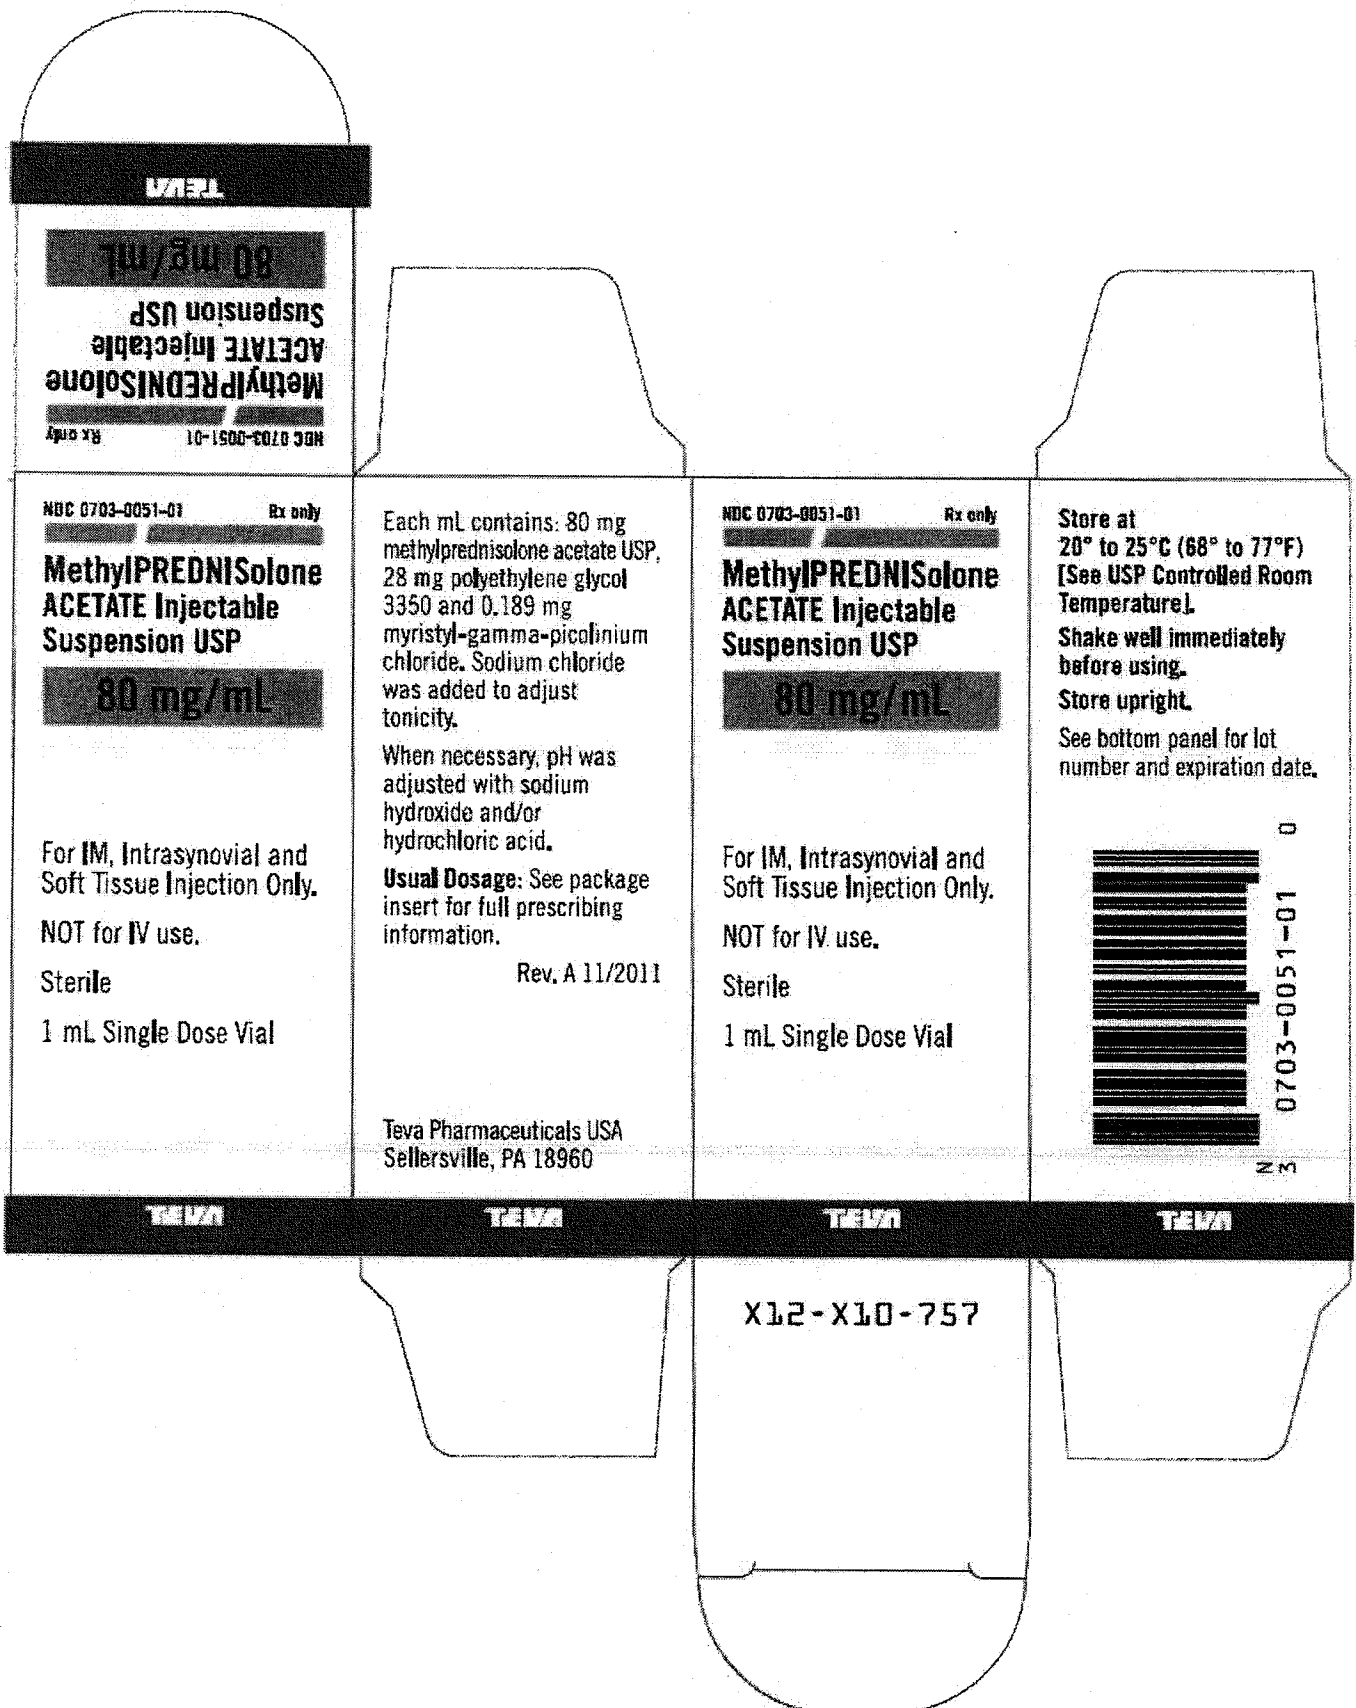 TEVA
80 mg/mL
Suspension USP
ACETATE Injectable
MethylPREDNISolone
NDC 0703-0051-01 Rx only
NDC 0703-0051-01 Rx only
MethylPREDNISolone
ACETATE Injectable
Suspension USP
80 mg/mL
For IM, Intrasynovial and
Soft Tissue Injection Only.
NOT for IV use.
Sterile
1 mL Single Dose Vial
TEVA
Each mL contains: 80 mg
methylprednisolone acetate USP,
28 mg polyethylene glycol
3350 and 0.189 mg
myristyl-gamma-picolinium
chloride. Sodium chloride
was added to adjust
tonicity.
When necessary, pH was
adjusted with sodium
hydroxide and/or
hydrochloric acid.
Usual Dosage: See package
insert for full prescribing
information.
Rev. A 11/2011
Teva Pharmaceuticals USA
Sellersville, PA 18960
TEVA
NDC 0703-0051-01 Rx only
MethylPREDNISolone
ACETATE Injectable
Suspension USP
80 mg/mL
For IM, Intrasynovial and
Soft Tissue Injection Only.
NOT for IV use.
Sterile
1 mL Single Dose Vial
TEVA
X12-X10-757
Store at
20° to 25°C (68° to 77°F)
[See USP Controlled Room
Temperature].
Shake well immediately
before using.
Store upright.
See bottom panel for lot
number and expiration date.
N
3 0703-0051-01 0
TEVA